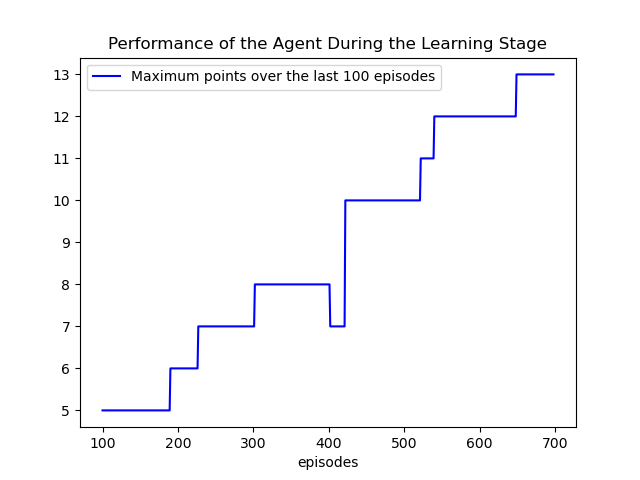 Performance of the Agent During the Learning Stage
Maximum points over the last 100 episodes
13
12
11
10
9
8
7
6
5
100 200 300 400 500 600 700
episodes